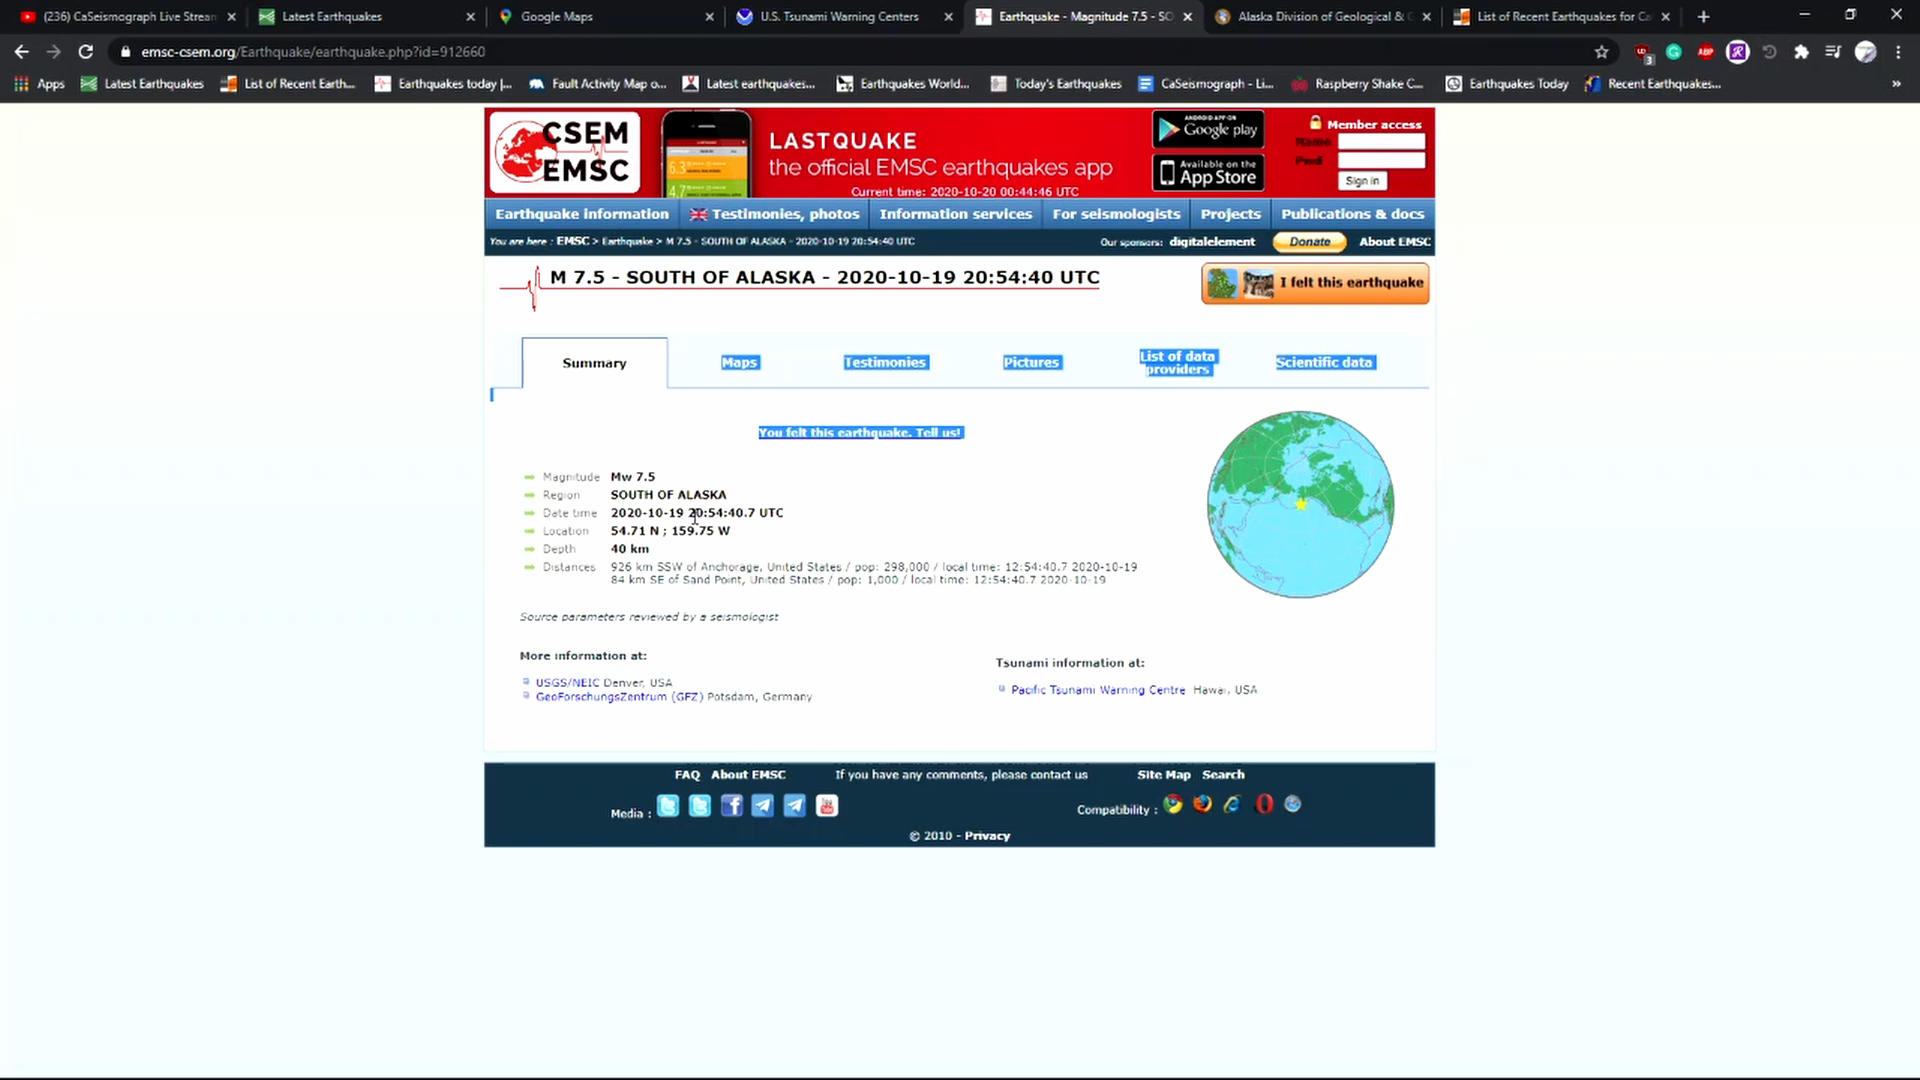 (236) CaSeismograph Live Stream
Latest Earthquakes
Google Maps
U.S. Tsunami Warning Centers
Earthquake - Magnitude 7.5 - SO
Alaska Division of Geological & G
List of Recent Earthquakes for Ca
emsc-csem.org/Earthquake/earthquake.php?id=912660
3
Apps
Latest Earthquakes
List of Recent Earth...
Earthquakes today |...
Fault Activity Map o...
Latest earthquakes...
Earthquakes World...
Today's Earthquakes
CaSeismograph - Li...
Raspberry Shake C...
Earthquakes Today
Recent Earthquakes...
»
CSEM
EMSC
6.3
4.7
LASTQUAKE
the official EMSC earthquakes app
Current time: 2020-10-20 00:44:46 UTC
ANDROID APP ON
Google play
Available on the
App Store
Member access
Name
Pwd
Sign in
Earthquake information
Testimonies, photos
Information services
For seismologists
Projects
Publications & docs
You are here : EMSC > Earthquake > M 7.5 - SOUTH OF ALASKA - 2020-10-19 20:54:40 UTC
Our sponsors: digitalelement
Donate
About EMSC
M 7.5 - SOUTH OF ALASKA - 2020-10-19 20:54:40 UTC
I felt this earthquake
Summary
Maps
Testimonies
Pictures
List of data
providers
Scientific data
You felt this earthquake. Tell us!
Magnitude Mw 7.5
Region SOUTH OF ALASKA
Date time 2020-10-19 20:54:40.7 UTC
Location 54.71 N ; 159.75 W
Depth 40 km
Distances 926 km SSW of Anchorage, United States / pop: 298,000 / local time: 12:54:40.7 2020-10-19
84 km SE of Sand Point, United States / pop: 1,000 / local time: 12:54:40.7 2020-10-19
Source parameters reviewed by a seismologist
More information at:
USGS/NEIC Denver, USA
GeoForschungsZentrum (GFZ) Potsdam, Germany
Tsunami information at:
Pacific Tsunami Warning Centre Hawai, USA
FAQ About EMSC
If you have any comments, please contact us
Site Map Search
Media :
Compatibility :
© 2010 - Privacy